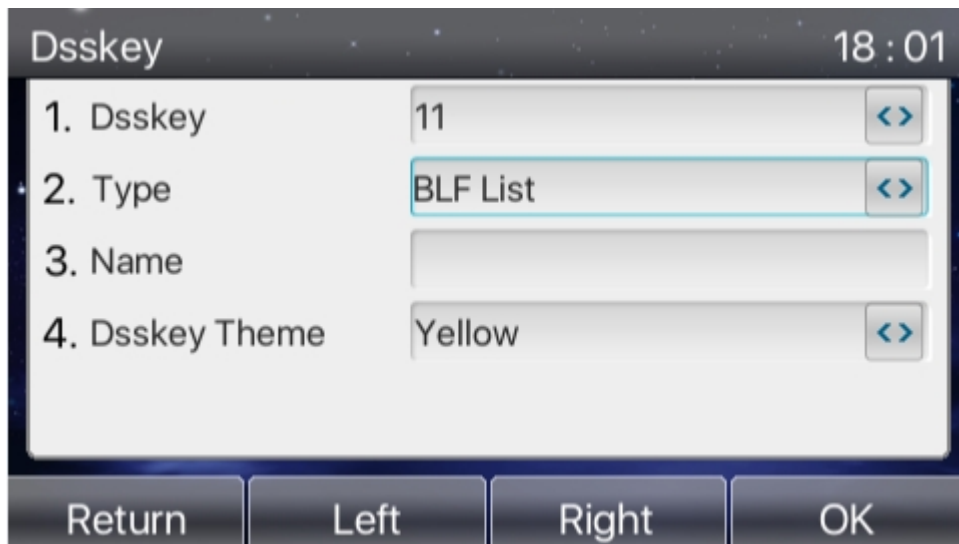 Dsskey 18 : 01
1. Dsskey 11
2. Type BLF List
3. Name
4. Dsskey Theme Yellow
Return Left Right OK